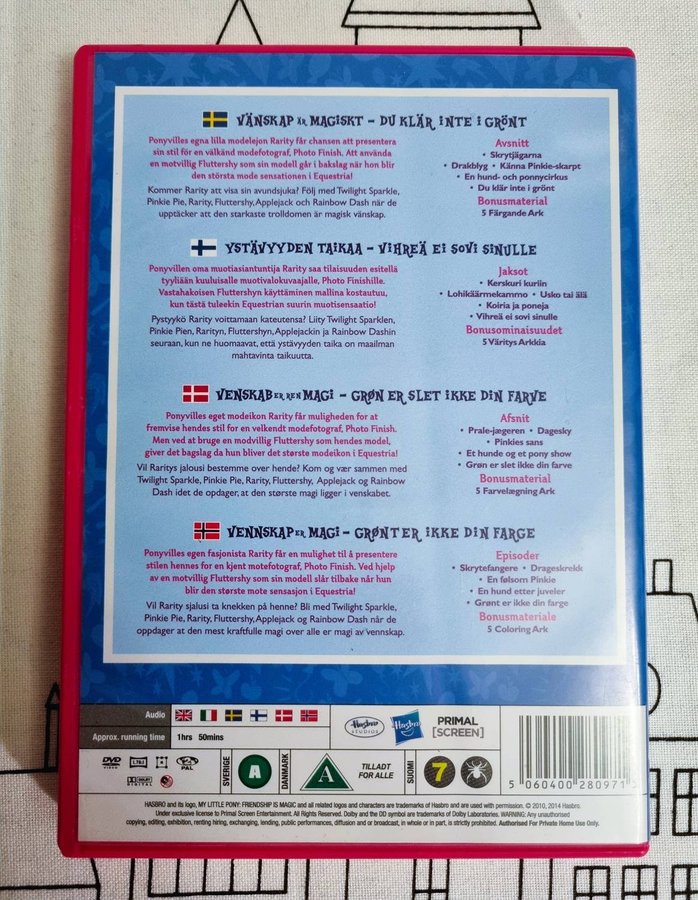 VÄNSKAP ÄR MAGISKT – DU KLÄR INTE I GRÖNT
Ponyvilles egna lilla modelejon Rarity får chansen att presentera
sin stil för en välkänd modefotograf, Photo Finish. Att använda
en motvillig Fluttershy som sin modell går i bakslag när hon blir
den största mode sensationen i Equestria!
Kommer Rarity att visa sin avundsjuka? Följ med Twilight Sparkle,
Pinkie Pie, Rarity, Fluttershy, Applejack och Rainbow Dash när de
upptäcker att den starkaste trolldomen är magisk vänskap.
Avsnitt
• Skrytjägarna
• Drakblyg • Känna Pinkie-skarpt
• En hund- och ponnycirkus
• Du klär inte i grönt
Bonusmaterial
5 Färgande Ark
YSTÄVYYDEN TAIKAA – VIHREÄ EI SOVI SINULLE
Ponyvillen oma muotiasiantuntija Rarity saa tilaisuuden esitellä
tyyliään kuuluisalle muotivalokuvaajalle, Photo Finishille.
Vastahakoisen Fluttershyn käyttäminen mallina kostautuu,
kun tästä tuleekin Equestrian suurin muotisensaatio!
Pystyykö Rarity voittamaan kateutensa? Liity Twilight Sparklen,
Pinkie Pien, Rarityn, Fluttershyn, Applejackin ja Rainbow Dashin
seuraan, kun ne huomaavat, että ystävyyden taika on maailman
mahtavinta taikuutta.
Jaksot
• Kerskuri kuriin
• Lohikäärmekammo • Usko tai älä
• Koiria ja poneja
• Vihreä ei sovi sinulle
Bonusominaisuudet
5 Väritys Arkkia
VENSKAB ER REN MAGI – GRØN ER SLET IKKE DIN FARVE
Ponyvilles eget modeikon Rarity får muligheden for at
fremvise hendes stil for en velkendt modefotograf, Photo Finish.
Men ved at bruge en modvillig Fluttershy som hendes model,
giver det bagslag da hun bliver det største modeikon i Equestria!
Vil Raritys jalousi bestemme over hende? Kom og vær sammen med
Twilight Sparkle, Pinkie Pie, Rarity, Fluttershy, Applejack og Rainbow
Dash idet de opdager, at den største magi ligger i venskabet.
Afsnit
• Prale-jægeren • Dagesky
• Pinkies sans
• Et hunde og et pony show
• Grøn er slet ikke din farve
Bonusmaterial
5 Farvelægning Ark
VENNSKAP ER MAGI – GRØNT ER IKKE DIN FARGE
Ponyvilles egen fasjonista Rarity får en mulighet til å presentere
stilen hennes for en kjent motefotograf, Photo Finish. Ved hjelp
av en motvillig Fluttershy som sin modell slår tilbake når hun
blir den største mote sensasjon i Equestria!
Vil Rarity sjalusi ta knekken på henne? Bli med Twilight Sparkle,
Pinkie Pie, Rarity, Fluttershy, Applejack og Rainbow Dash når de
oppdager at den mest kraftfulle magi over alle er magi av vennskap.
Episoder
• Skrytefangere • Drageskrekk
• En følsom Pinkie
• En hund etter juveler
• Grønt er ikke din farge
Bonusmateriale
5 Coloring Ark
Audio
Approx. running time 1hrs 50mins
Hasbro STUDIOS
Hasbro
PRIMAL
[SCREEN]
DVD VIDEO
PAL
DOLBY DIGITAL
SVERIGE
A
DANMARK
A
TILLADT
FOR ALLE
SUOMI
7
5 060400 280971
HASBRO and its logo, MY LITTLE PONY: FRIENDSHIP IS MAGIC and all related logos and characters are trademarks of Hasbro and are used with permission. © 2010, 2014 Hasbro.
Under exclusive license to Primal Screen Entertainment. All Rights Reserved. Dolby and the DD symbol are trademarks of Dolby Laboratories. WARNING: Any unauthorised
copying, editing, exhibition, renting hiring, exchanging, lending, public performances, diffusion and or broadcast, in whole or in part, is strictly prohibited. Authorised For Private Home Use Only.